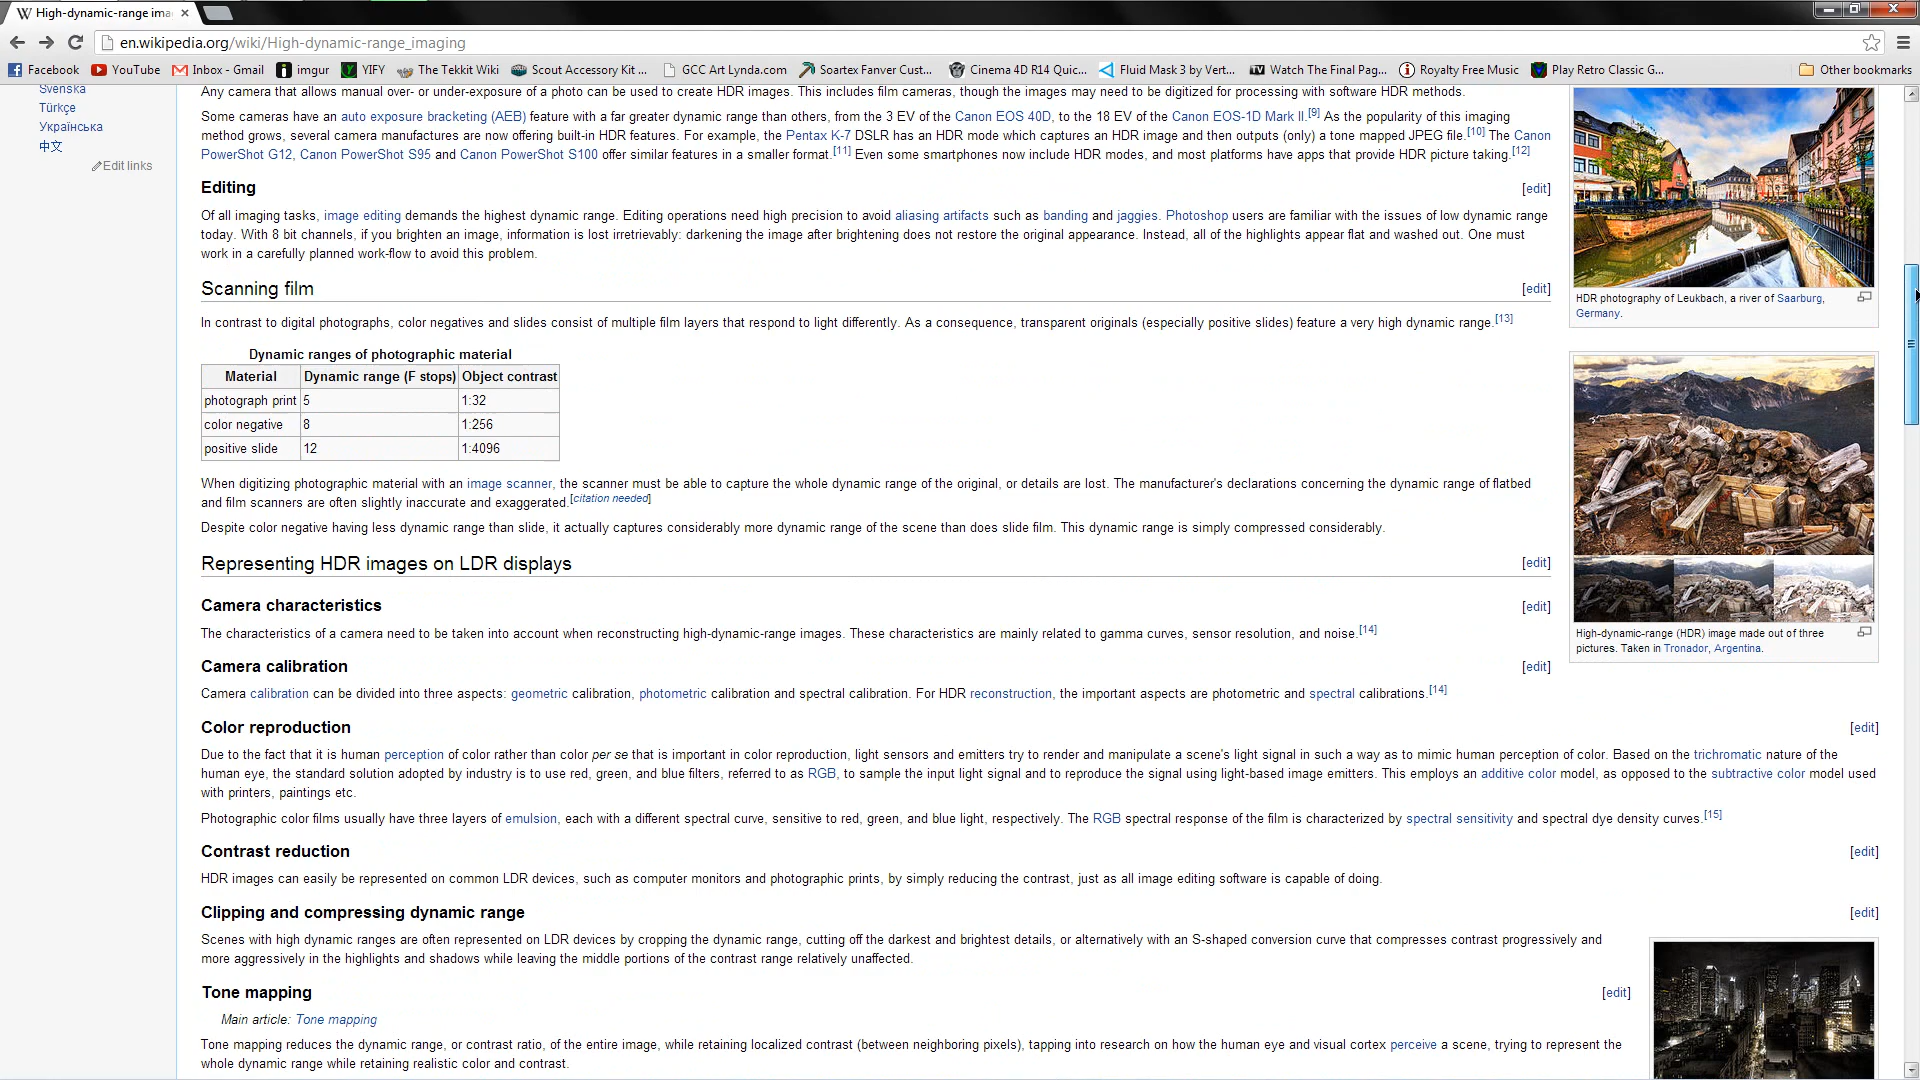 High-dynamic-range ima
en.wikipedia.org/wiki/High-dynamic-range_imaging
Facebook YouTube Inbox - Gmail imgur YIFY The Tekkit Wiki Scout Accessory Kit ... GCC Art Lynda.com Soartex Fanver Cust... Cinema 4D R14 Quic... Fluid Mask 3 by Vert... Watch The Final Pag... Royalty Free Music Play Retro Classic G... Other bookmarks
Svenska
Türkçe
Українська
中文
Edit links
Any camera that allows manual over- or under-exposure of a photo can be used to create HDR images. This includes film cameras, though the images may need to be digitized for processing with software HDR methods.
Some cameras have an auto exposure bracketing (AEB) feature with a far greater dynamic range than others, from the 3 EV of the Canon EOS 40D, to the 18 EV of the Canon EOS-1D Mark II.[9] As the popularity of this imaging
method grows, several camera manufactures are now offering built-in HDR features. For example, the Pentax K-7 DSLR has an HDR mode which captures an HDR image and then outputs (only) a tone mapped JPEG file.[10] The Canon
PowerShot G12, Canon PowerShot S95 and Canon PowerShot S100 offer similar features in a smaller format.[11] Even some smartphones now include HDR modes, and most platforms have apps that provide HDR picture taking.[12]
Editing [edit]
Of all imaging tasks, image editing demands the highest dynamic range. Editing operations need high precision to avoid aliasing artifacts such as banding and jaggies. Photoshop users are familiar with the issues of low dynamic range
today. With 8 bit channels, if you brighten an image, information is lost irretrievably: darkening the image after brightening does not restore the original appearance. Instead, all of the highlights appear flat and washed out. One must
work in a carefully planned work-flow to avoid this problem.
Scanning film [edit]
In contrast to digital photographs, color negatives and slides consist of multiple film layers that respond to light differently. As a consequence, transparent originals (especially positive slides) feature a very high dynamic range.[13]
Dynamic ranges of photographic material
Material Dynamic range (F stops) Object contrast
photograph print 5 1:32
color negative 8 1:256
positive slide 12 1:4096
When digitizing photographic material with an image scanner, the scanner must be able to capture the whole dynamic range of the original, or details are lost. The manufacturer's declarations concerning the dynamic range of flatbed
and film scanners are often slightly inaccurate and exaggerated.[citation needed]
Despite color negative having less dynamic range than slide, it actually captures considerably more dynamic range of the scene than does slide film. This dynamic range is simply compressed considerably.
Representing HDR images on LDR displays [edit]
Camera characteristics [edit]
The characteristics of a camera need to be taken into account when reconstructing high-dynamic-range images. These characteristics are mainly related to gamma curves, sensor resolution, and noise.[14]
Camera calibration [edit]
Camera calibration can be divided into three aspects: geometric calibration, photometric calibration and spectral calibration. For HDR reconstruction, the important aspects are photometric and spectral calibrations.[14]
Color reproduction [edit]
Due to the fact that it is human perception of color rather than color per se that is important in color reproduction, light sensors and emitters try to render and manipulate a scene's light signal in such a way as to mimic human perception of color. Based on the trichromatic nature of the
human eye, the standard solution adopted by industry is to use red, green, and blue filters, referred to as RGB, to sample the input light signal and to reproduce the signal using light-based image emitters. This employs an additive color model, as opposed to the subtractive color model used
with printers, paintings etc.
Photographic color films usually have three layers of emulsion, each with a different spectral curve, sensitive to red, green, and blue light, respectively. The RGB spectral response of the film is characterized by spectral sensitivity and spectral dye density curves.[15]
Contrast reduction [edit]
HDR images can easily be represented on common LDR devices, such as computer monitors and photographic prints, by simply reducing the contrast, just as all image editing software is capable of doing.
Clipping and compressing dynamic range [edit]
Scenes with high dynamic ranges are often represented on LDR devices by cropping the dynamic range, cutting off the darkest and brightest details, or alternatively with an S-shaped conversion curve that compresses contrast progressively and
more aggressively in the highlights and shadows while leaving the middle portions of the contrast range relatively unaffected.
Tone mapping [edit]
Main article: Tone mapping
Tone mapping reduces the dynamic range, or contrast ratio, of the entire image, while retaining localized contrast (between neighboring pixels), tapping into research on how the human eye and visual cortex perceive a scene, trying to represent the
whole dynamic range while retaining realistic color and contrast.
HDR photography of Leukbach, a river of Saarburg,
Germany.
High-dynamic-range (HDR) image made out of three
pictures. Taken in Tronador, Argentina.